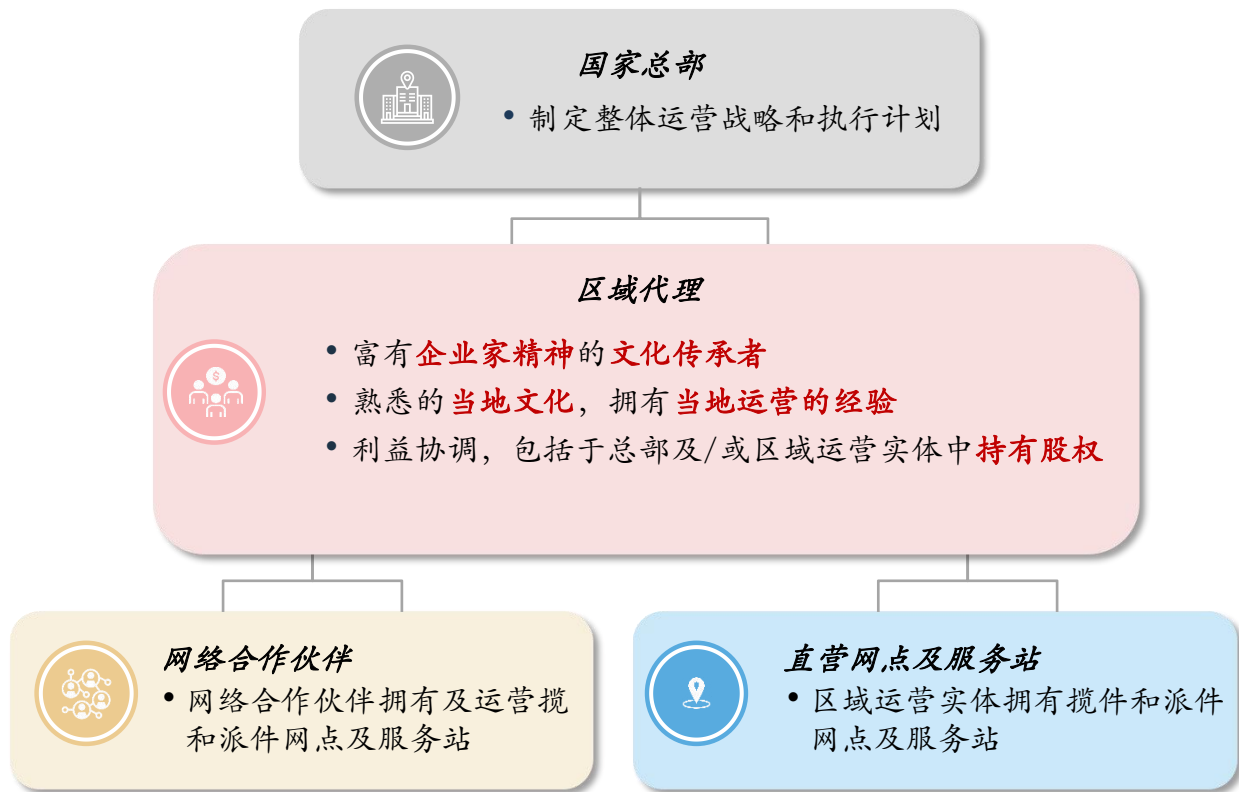 国家总部
• 制定整体运营战略和执行计划
$
区域代理
• 富有企业家精神的文化传承者
• 熟悉的当地文化，拥有当地运营的经验
• 利益协调，包括于总部及/或区域运营实体中持有股权
网络合作伙伴
• 网络合作伙伴拥有及运营揽
和派件网点及服务站
直营网点及服务站
• 区域运营实体拥有揽件和派件
网点及服务站